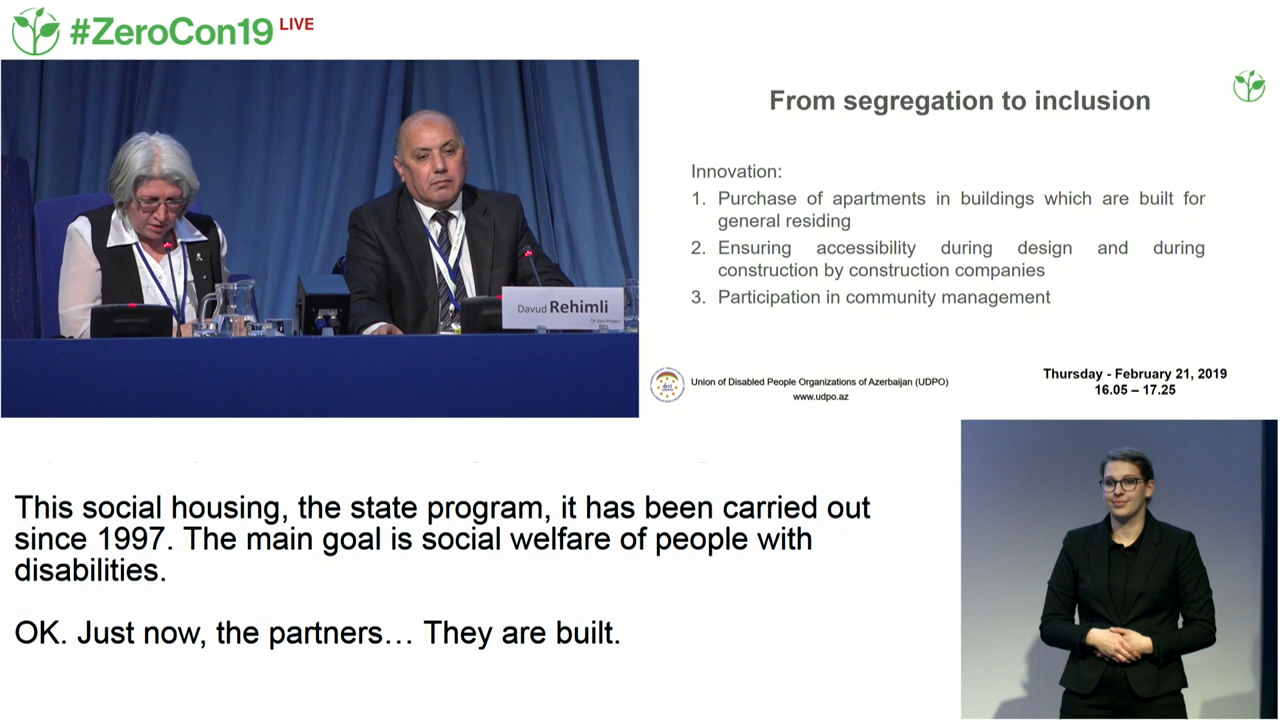 #ZeroCon19 LIVE
Davud Rehimli
From segregation to inclusion
Innovation:
1. Purchase of apartments in buildings which are built for
general residing
2. Ensuring accessibility during design and during
construction by construction companies
3. Participation in community management
Union of Disabled People Organizations of Azerbaijan (UDPO)
www.udpo.az
Thursday - February 21, 2019
16.05 – 17.25
This social housing, the state program, it has been carried out
since 1997. The main goal is social welfare of people with
disabilities.
OK. Just now, the partners… They are built.